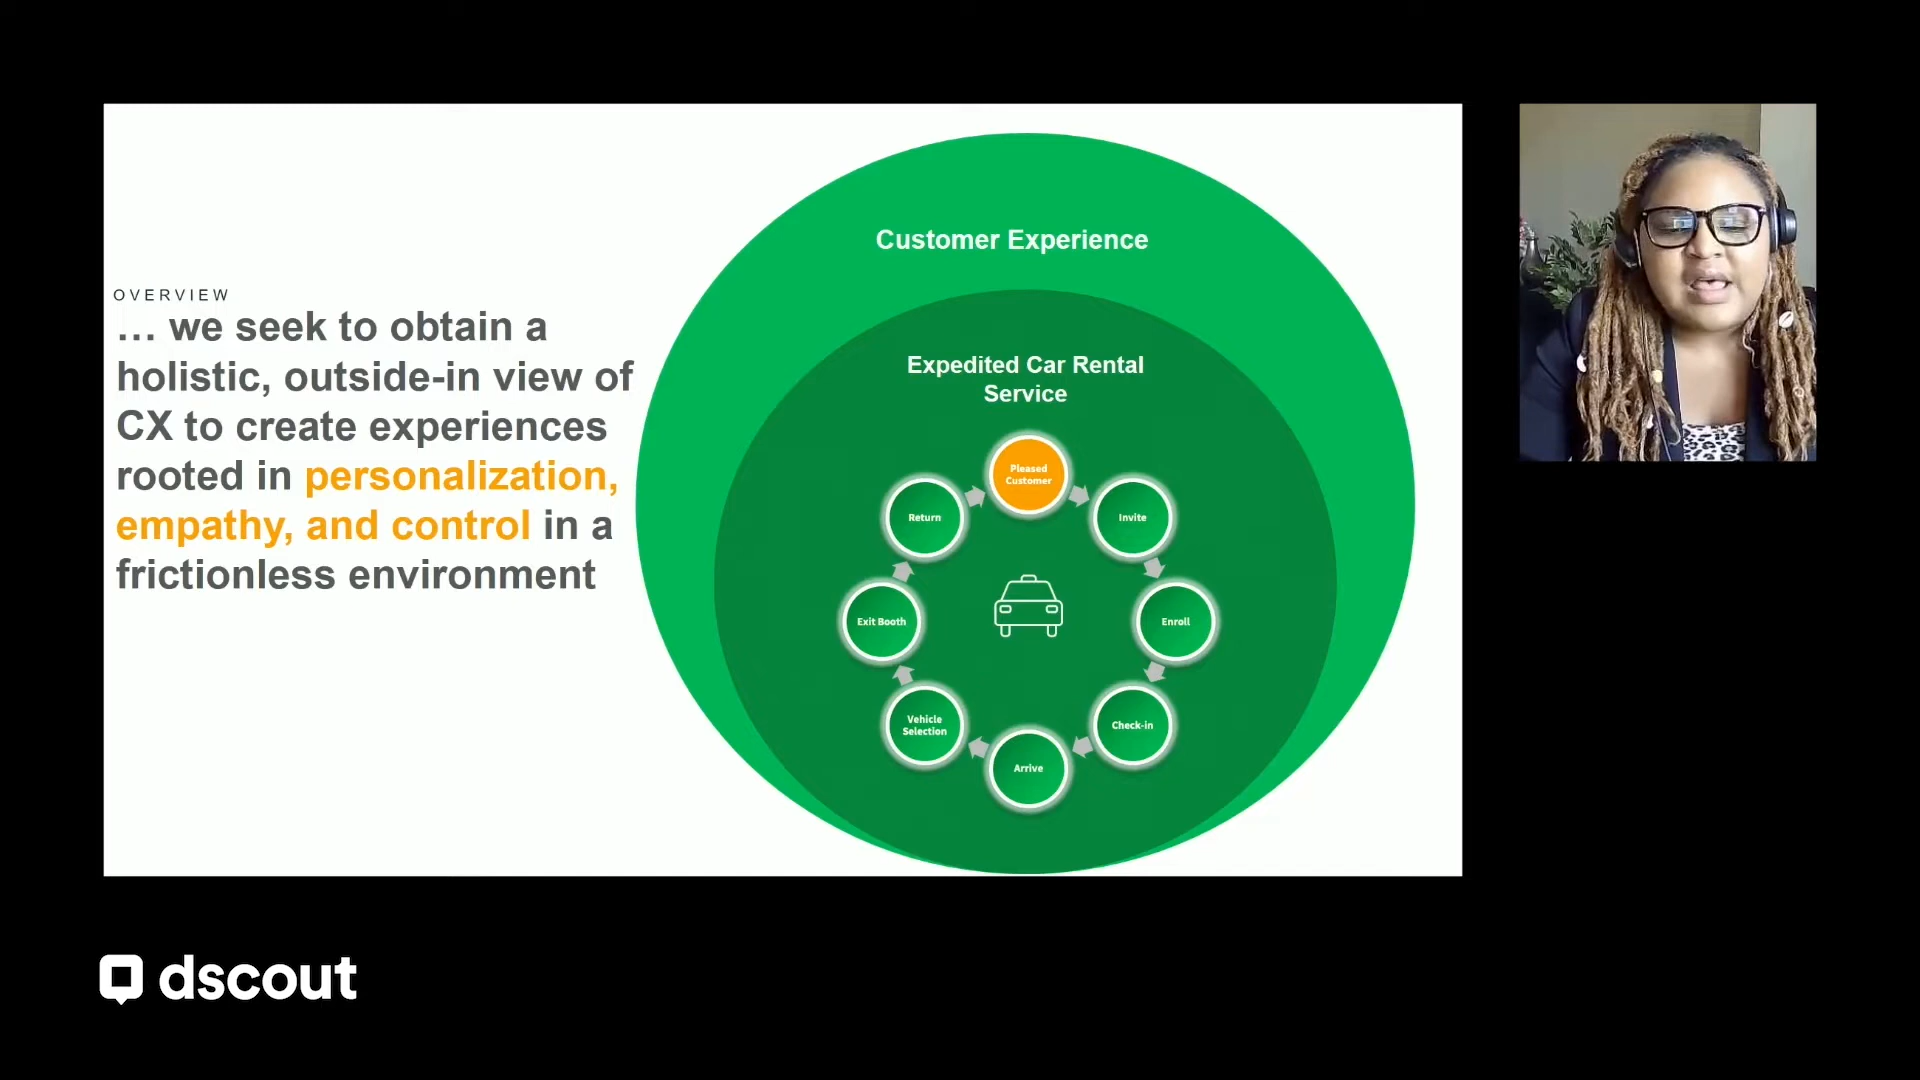 OVERVIEW
… we seek to obtain a
holistic, outside-in view of
CX to create experiences
rooted in personalization,
empathy, and control in a
frictionless environment
Customer Experience
Expedited Car Rental
Service
Pleased
Customer
Invite
Enroll
Check-in
Arrive
Vehicle
Selection
Exit Booth
Return
dscout